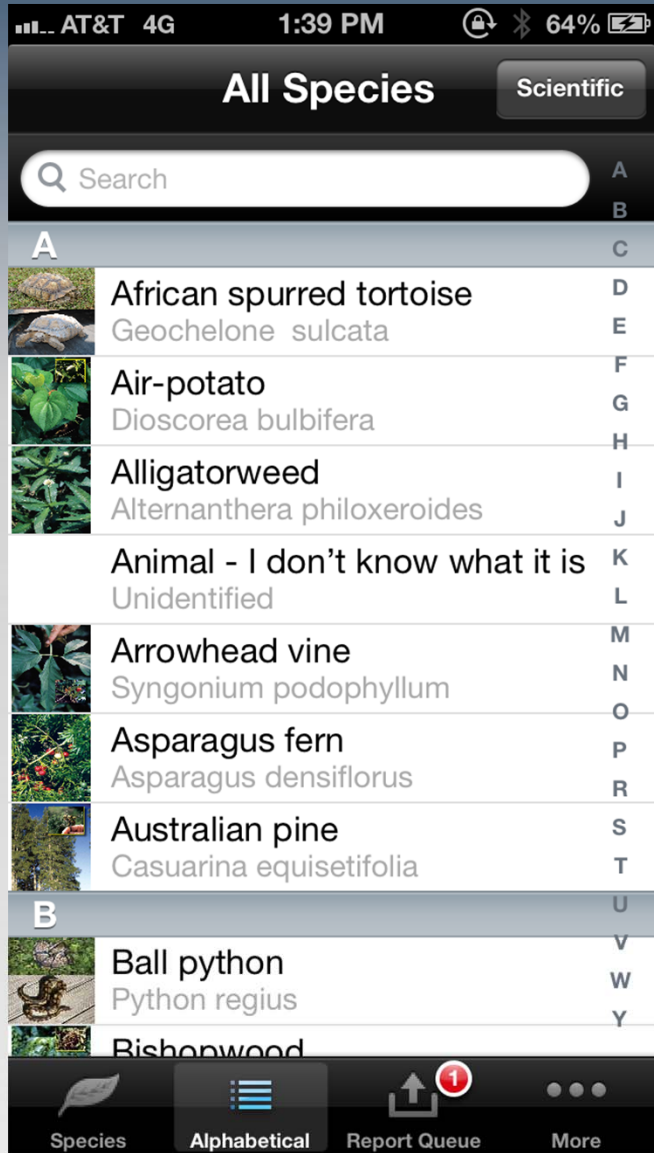 AT&T 4G 1:39 PM 64%
All Species Scientific
Search
A
African spurred tortoise
Geochelone sulcata
Air-potato
Dioscorea bulbifera
Alligatorweed
Alternanthera philoxeroides
Animal - I don't know what it is
Unidentified
Arrowhead vine
Syngonium podophyllum
Asparagus fern
Asparagus densiflorus
Australian pine
Casuarina equisetifolia
B
Ball python
Python regius
Bishopwood
A
B
C
D
E
F
G
H
I
J
K
L
M
N
O
P
R
S
T
U
V
W
Y
1
Species Alphabetical Report Queue More